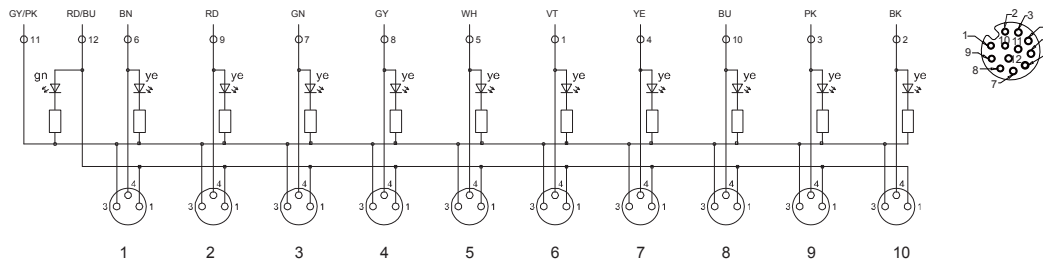 GY/PK RD/BU BN RD GN GY WH VT YE BU PK BK
11 12 6 9 7 8 5 1 4 10 3 2
gn ye ye ye ye ye ye ye ye ye ye
4 4 4 4 4 4 4 4 4 4
3 1 3 1 3 1 3 1 3 1 3 1 3 1 3 1 3 1 3 1
1 2 3 4 5 6 7 8 9 10
2 3
1 10 11
9 12
8
7